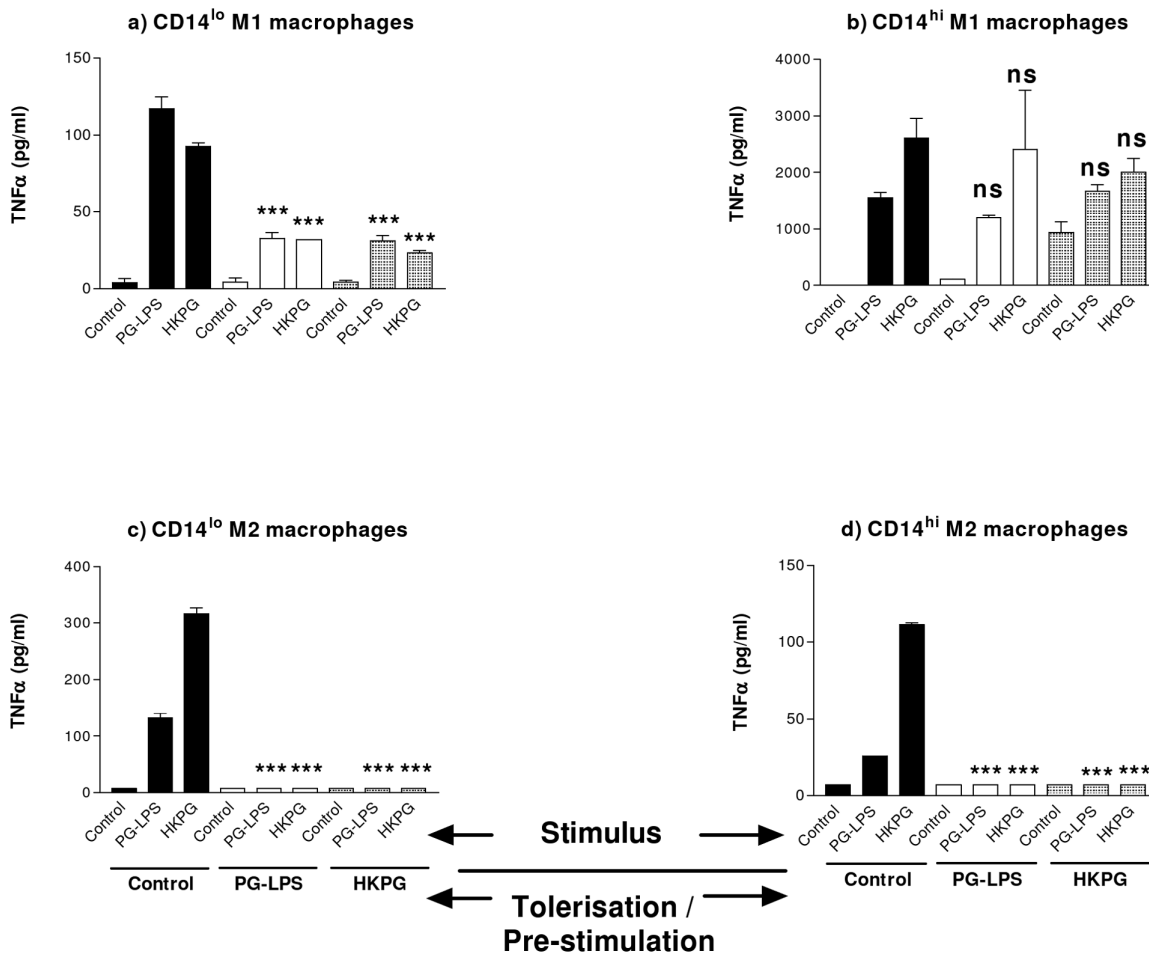 a) CD14lo M1 macrophages
TNFα (pg/ml)
150
100
50
0
*** *** *** ***
Control PG-LPS HKPG Control PG-LPS HKPG Control PG-LPS HKPG
b) CD14hi M1 macrophages
TNFα (pg/ml)
4000
3000
2000
1000
0
ns ns ns ns
Control PG-LPS HKPG Control PG-LPS HKPG Control PG-LPS HKPG
c) CD14lo M2 macrophages
TNFα (pg/ml)
400
300
200
100
0
*** *** *** ***
Control PG-LPS HKPG Control PG-LPS HKPG Control PG-LPS HKPG
Control PG-LPS HKPG
d) CD14hi M2 macrophages
TNFα (pg/ml)
150
100
50
0
*** *** *** ***
Control PG-LPS HKPG Control PG-LPS HKPG Control PG-LPS HKPG
Control PG-LPS HKPG
Stimulus
Tolerisation /
Pre-stimulation